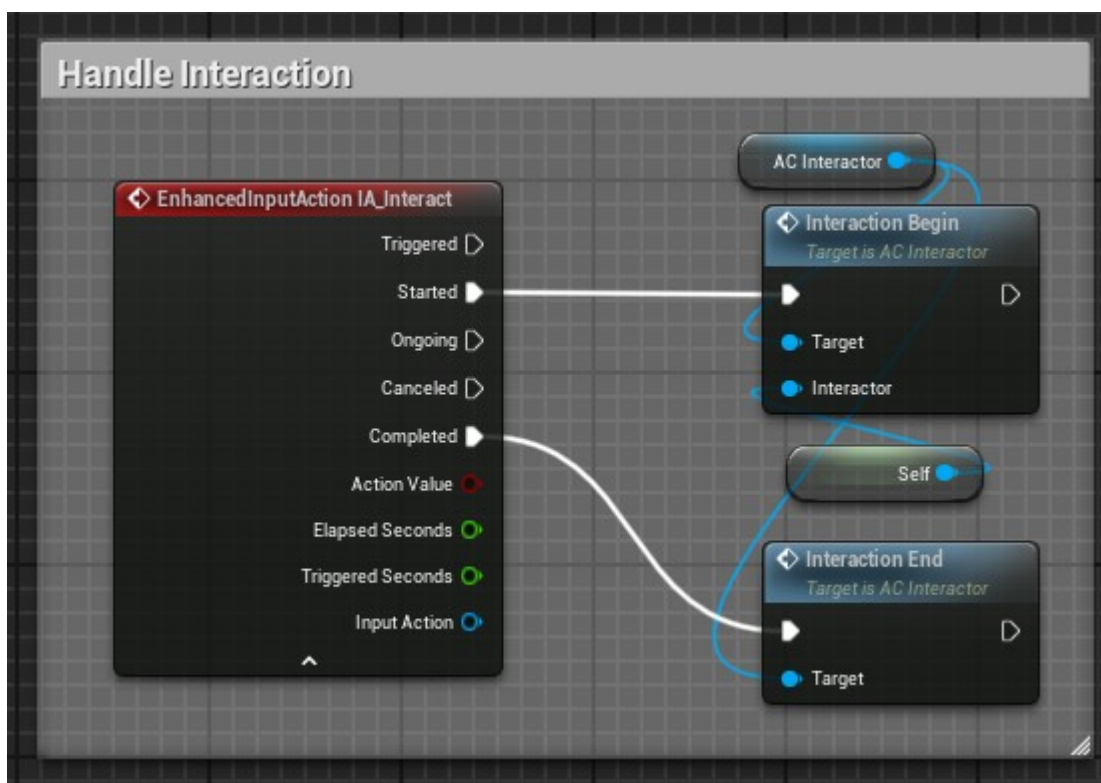 Handle Interaction
EnhancedInputAction IA_Interact
Triggered
Started
Ongoing
Canceled
Completed
Action Value
Elapsed Seconds
Triggered Seconds
Input Action
AC Interactor
Interaction Begin
Target is AC Interactor
Target
Interactor
Self
Interaction End
Target is AC Interactor
Target